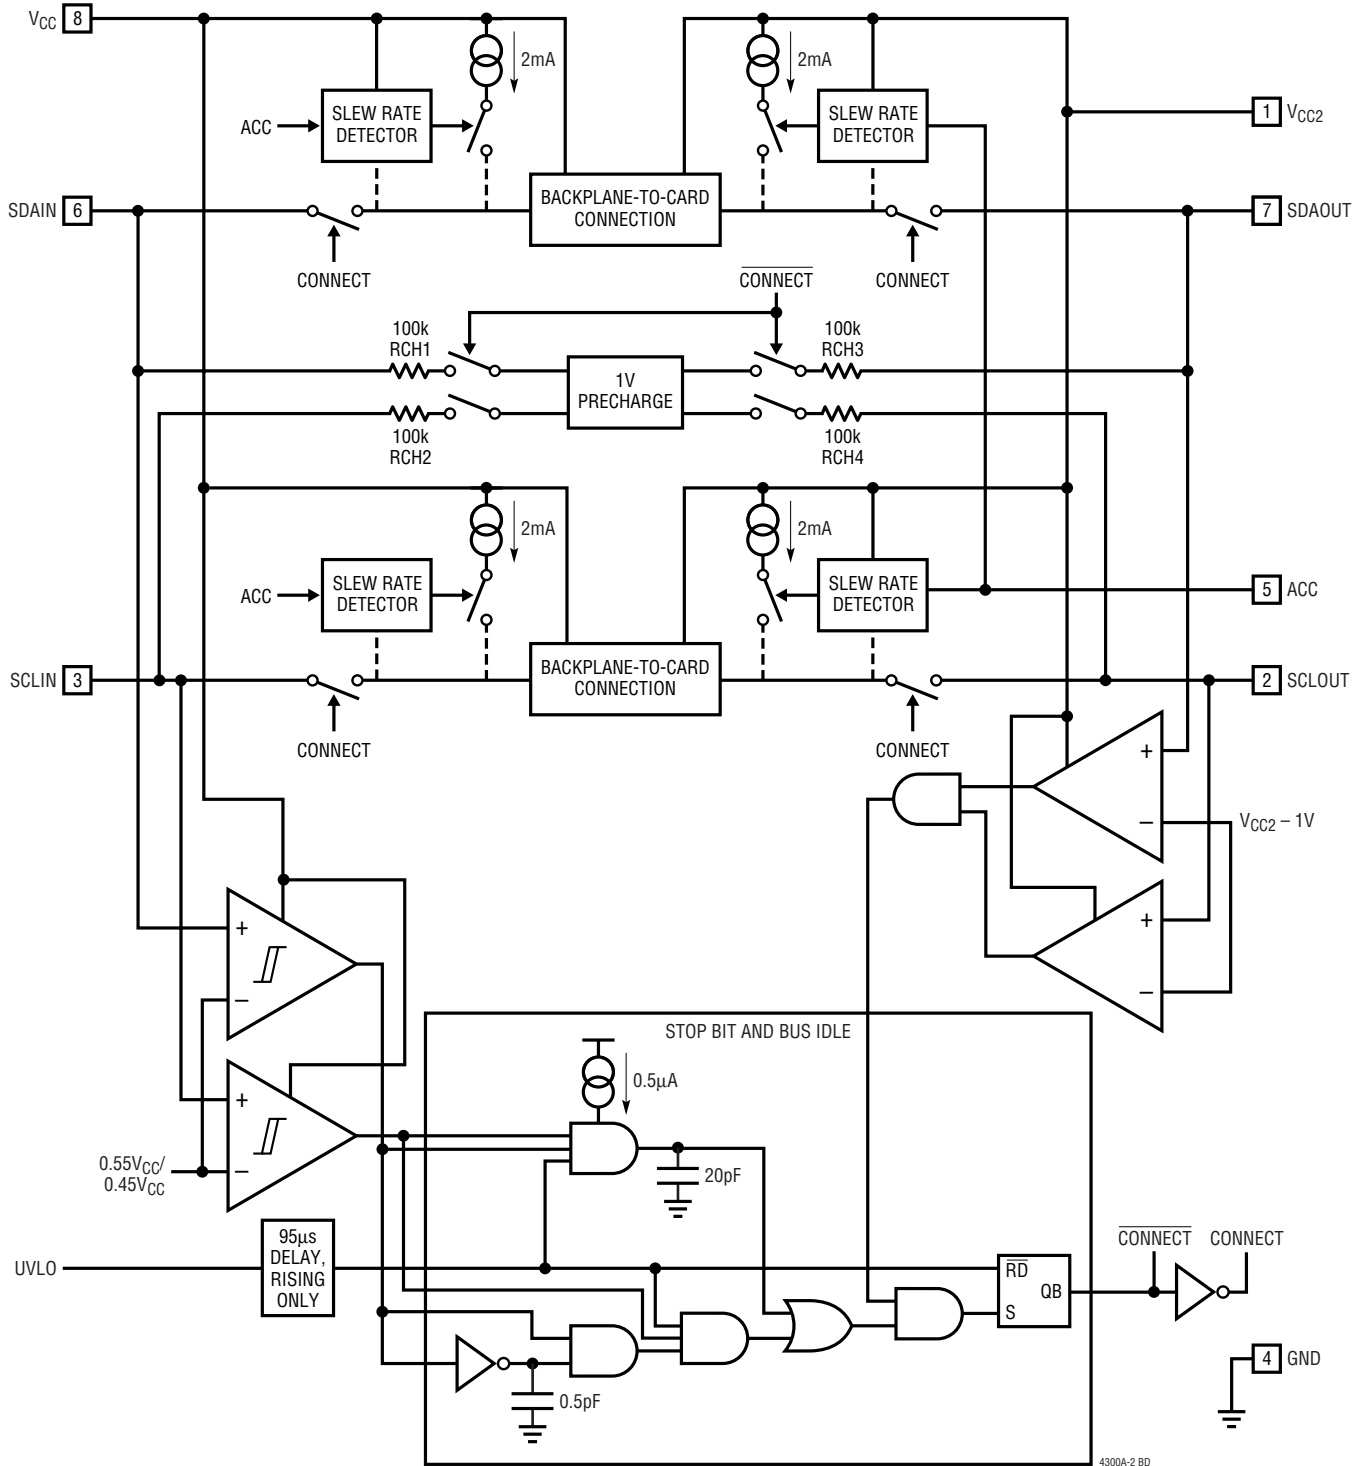 VCC 8
2mA
2mA
SLEW RATE
DETECTOR
ACC
SLEW RATE
DETECTOR
1 VCC2
SDAIN 6
BACKPLANE-TO-CARD
CONNECTION
7 SDAOUT
CONNECT
CONNECT
CONNECT
100k
RCH1
100k
RCH3
1V
PRECHARGE
100k
RCH2
100k
RCH4
2mA
2mA
ACC
SLEW RATE
DETECTOR
SLEW RATE
DETECTOR
5 ACC
SCLIN 3
BACKPLANE-TO-CARD
CONNECTION
2 SCLOUT
CONNECT
CONNECT
+
–
VCC2 – 1V
+
–
+
–
+
–
0.55VCC/
0.45VCC
STOP BIT AND BUS IDLE
0.5µA
20pF
UVLO
95µs
DELAY,
RISING
ONLY
RD
QB
S
CONNECT
CONNECT
0.5pF
4 GND
4300A-2 BD